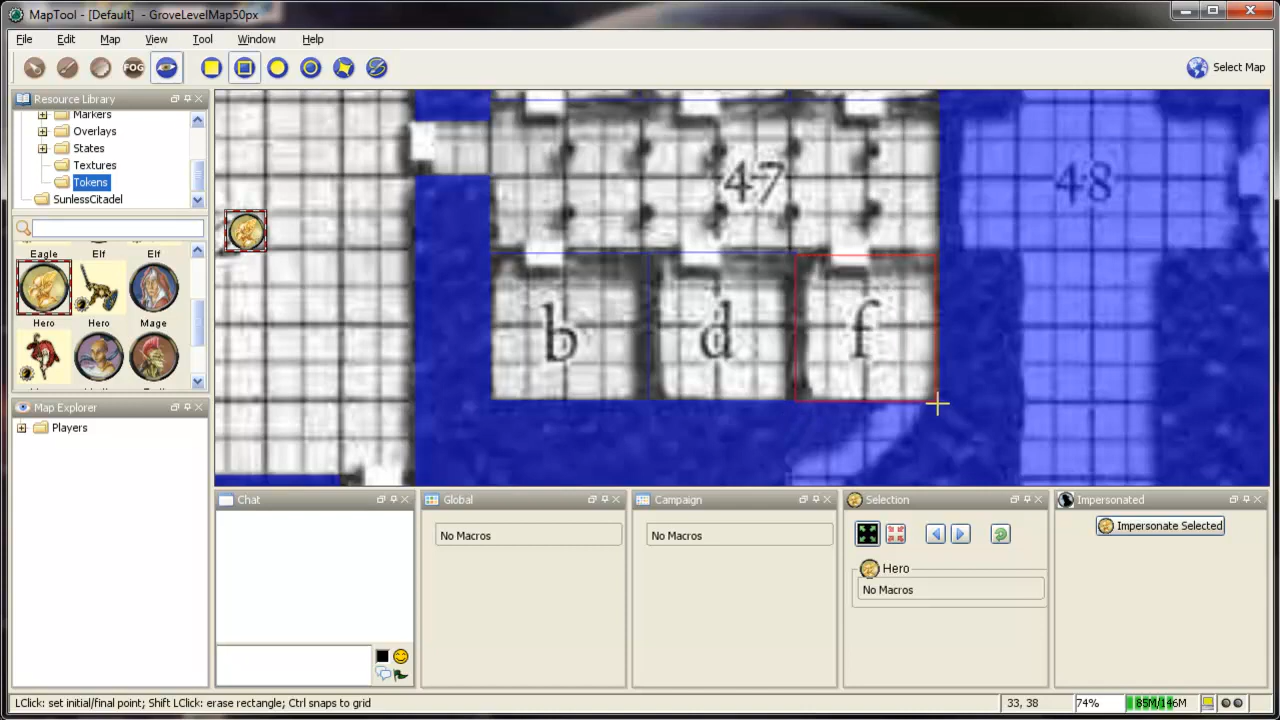 MapTool - [Default]  - GroveLevelMap50px
File Edit Map View Tool Window Help
FOG
Select Map
Resource Library
Markers
Overlays
States
Textures
Tokens
SunlessCitadel
Eagle Elf Elf
Hero Hero Mage
Map Explorer
Players
47
48
b d f
Chat
Global
No Macros
Campaign
No Macros
Selection
Hero
No Macros
Impersonated
Impersonate Selected
LClick: set initial/final point; Shift LClick: erase rectangle; Ctrl snaps to grid
33, 38
74%
85M/146M